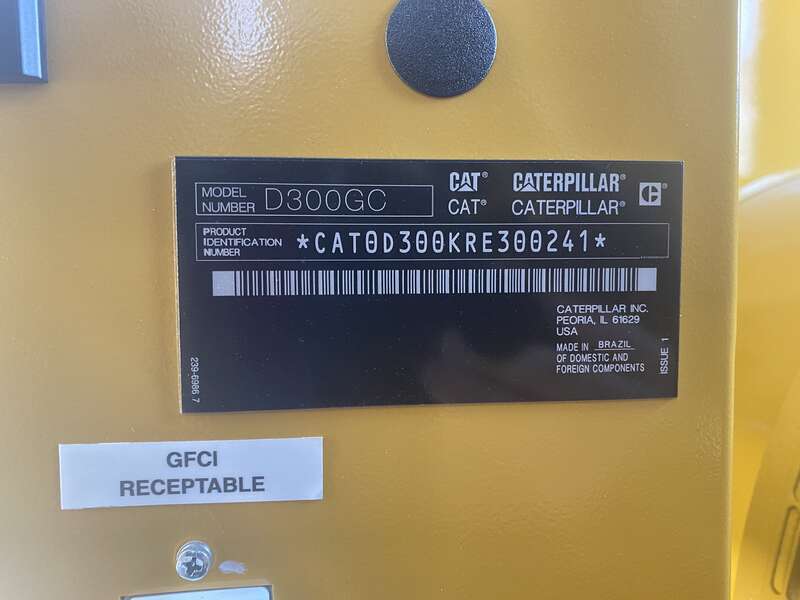 MODEL NUMBER D300GC
CAT® CATERPILLAR®
CAT® CATERPILLAR® C®
PRODUCT IDENTIFICATION NUMBER *CAT0D300KRE300241*
CATERPILLAR INC.
PEORIA, IL 61629
USA
MADE IN BRAZIL
OF DOMESTIC AND
FOREIGN COMPONENTS
ISSUE 1
239-6986 7
GFCI
RECEPTABLE